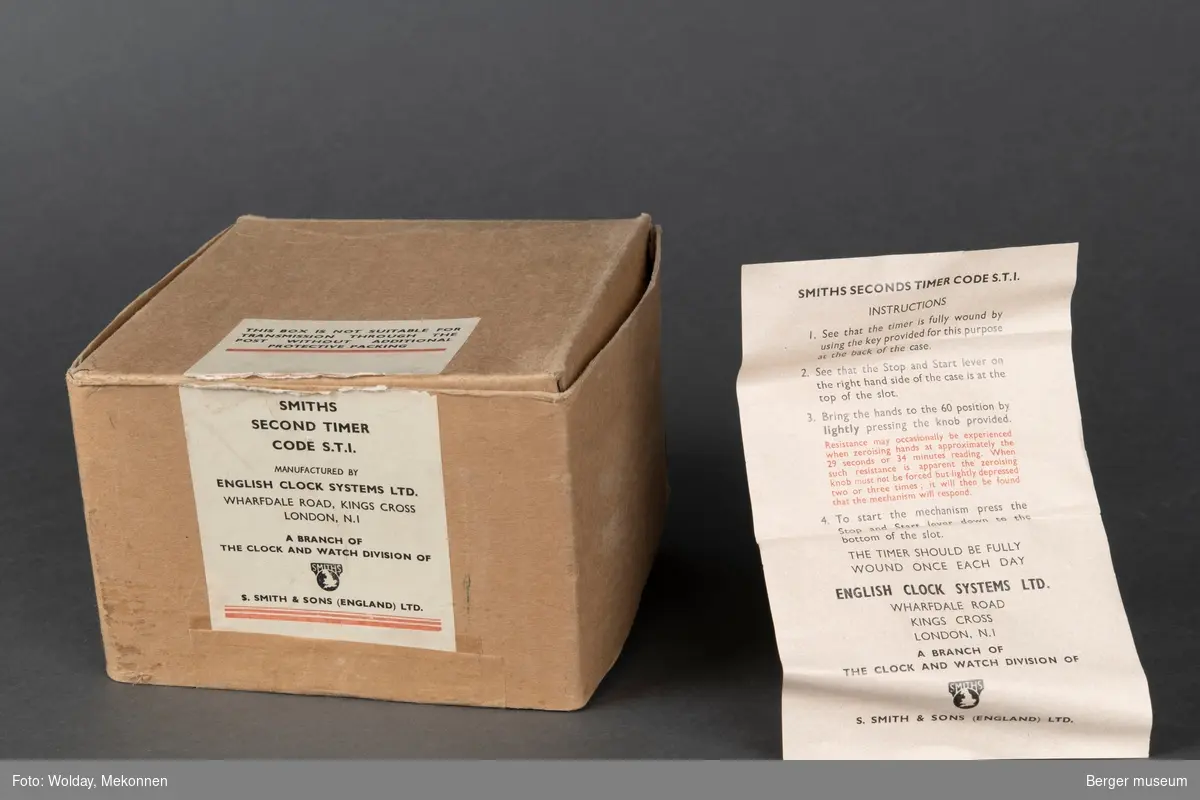 THIS BOX IS NOT SUITABLE FOR
TRANSMISSION THROUGH THE
POST WITHOUT ADDITIONAL
PROTECTIVE PACKING
SMITHS
SECOND TIMER
CODE S.T.I.
MANUFACTURED BY
ENGLISH CLOCK SYSTEMS LTD.
WHARFDALE ROAD, KINGS CROSS
LONDON, N.I
A BRANCH OF
THE CLOCK AND WATCH DIVISION OF
SMITHS
S. SMITH & SONS (ENGLAND) LTD.
SMITHS SECONDS TIMER CODE S.T.I.
INSTRUCTIONS
1. See that the timer is fully wound by
using the key provided for this purpose
at the back of the case.
2. See that the Stop and Start lever on
the right hand side of the case is at the
top of the slot.
3. Bring the hands to the 60 position by
lightly pressing the knob provided.
Resistance may occasionally be experienced
when zeroising hands at approximately the
29 seconds or 34 minutes reading. When
such resistance is apparent the zeroising
knob must not be forced but lightly depressed
two or three times, it will then be found
that the mechanism will respond.
4. To start the mechanism press the
Stop and Start lever down to the
bottom of the slot.
THE TIMER SHOULD BE FULLY
WOUND ONCE EACH DAY
ENGLISH CLOCK SYSTEMS LTD.
WHARFDALE ROAD
KINGS CROSS
LONDON, N.I
A BRANCH OF
THE CLOCK AND WATCH DIVISION OF
SMITHS
S. SMITH & SONS (ENGLAND) LTD.
Foto: Wolday, Mekonnen
Berger museum